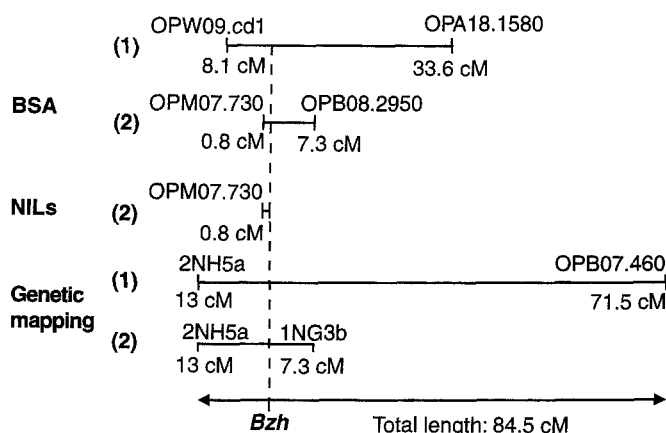 OPW09.cd1 OPA18.1580
(1)
8.1 cM 33.6 cM
BSA
OPM07.730 OPB08.2950
(2)
0.8 cM 7.3 cM
OPM07.730
NILs (2)
0.8 cM
2NH5a OPB07.460
(1)
13 cM 71.5 cM
Genetic mapping
2NH5a 1NG3b
(2)
13 cM 7.3 cM
Bzh Total length: 84.5 cM